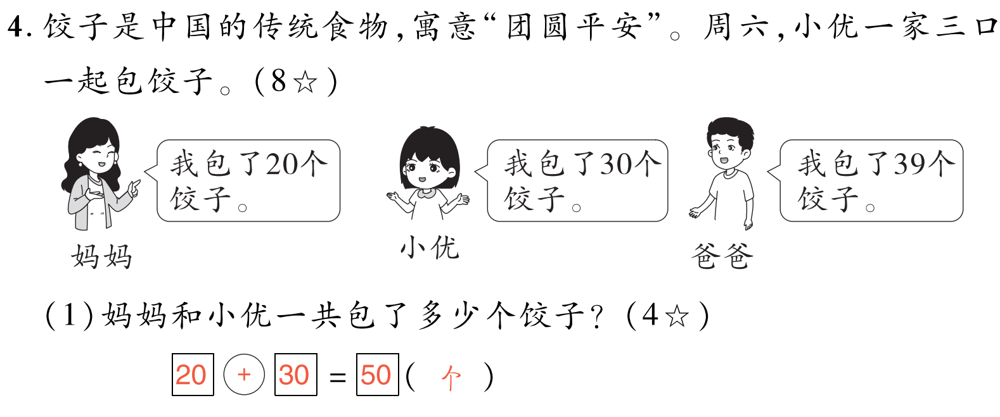 4. 饺子是中国的传统食物,寓意“团圆平安”。周六,小优一家三口
一起包饺子。(8☆)
我包了20个
饺子。
妈妈
我包了30个
饺子。
小优
我包了39个
饺子。
爸爸
(1)妈妈和小优一共包了多少个饺子? (4☆)
20 + 30 = 50 ( 个 )